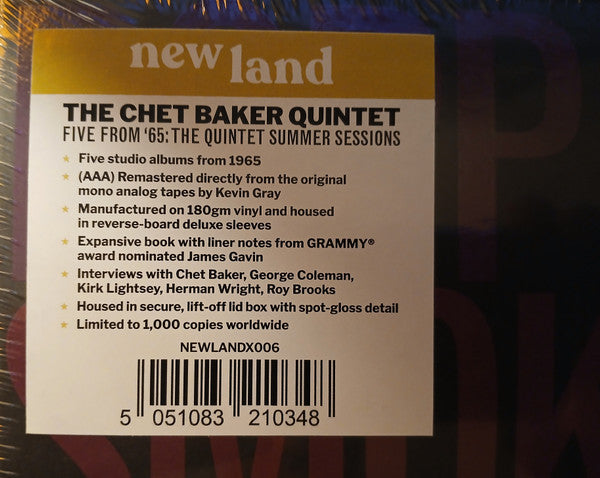 new land
THE CHET BAKER QUINTET
FIVE FROM '65: THE QUINTET SUMMER SESSIONS
★ Five studio albums from 1965
★ (AAA) Remastered directly from the original
mono analog tapes by Kevin Gray
★ Manufactured on 180gm vinyl and housed
in reverse-board deluxe sleeves
★ Expansive book with liner notes from GRAMMY®
award nominated James Gavin
★ Interviews with Chet Baker, George Coleman,
Kirk Lightsey, Herman Wright, Roy Brooks
★ Housed in secure, lift-off lid box with spot-gloss detail
★ Limited to 1,000 copies worldwide
NEWLANDX006
5 051083 210348